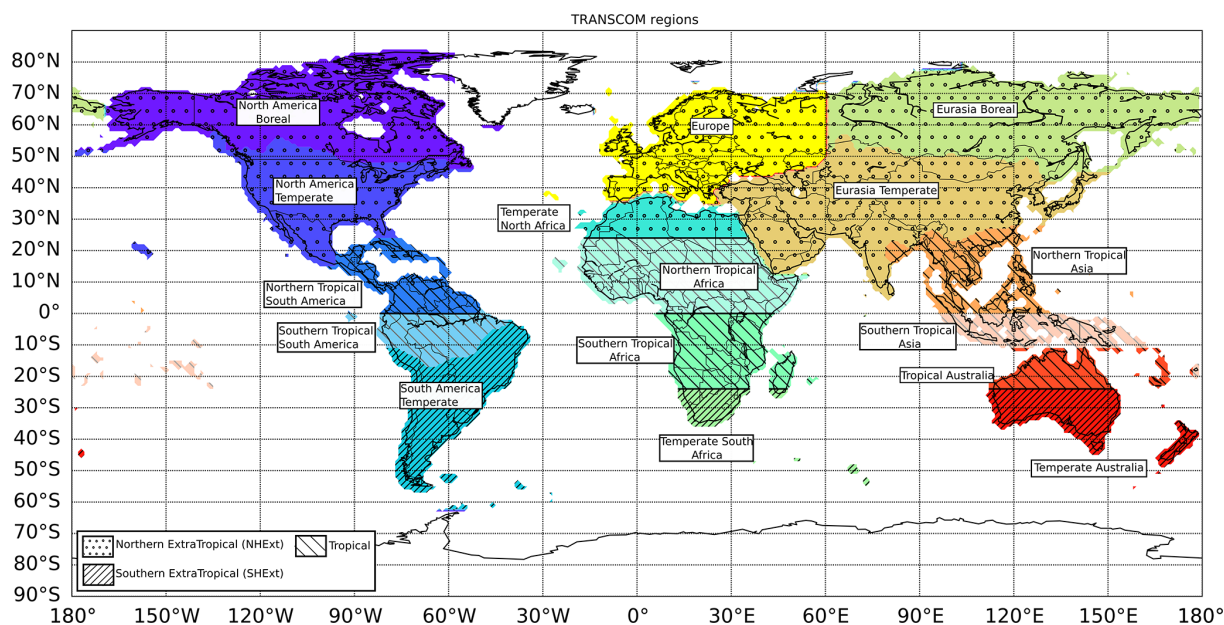 TRANSCOM regions
80°N
70°N
60°N
50°N
40°N
30°N
20°N
10°N
0°
10°S
20°S
30°S
40°S
50°S
60°S
70°S
80°S
90°S
North America
Boreal
North America
Temperate
Northern Tropical
South America
Southern Tropical
South America
South America
Temperate
Europe
Temperate
North Africa
Northern Tropical
Africa
Southern Tropical
Africa
Temperate South
Africa
Eurasia Boreal
Eurasia Temperate
Northern Tropical
Asia
Southern Tropical
Asia
Tropical Australia
Temperate Australia
Northern ExtraTropical (NHExt)
Tropical
Southern ExtraTropical (SHExt)
180°W 150°W 120°W 90°W 60°W 30°W 0° 30°E 60°E 90°E 120°E 150°E 180°